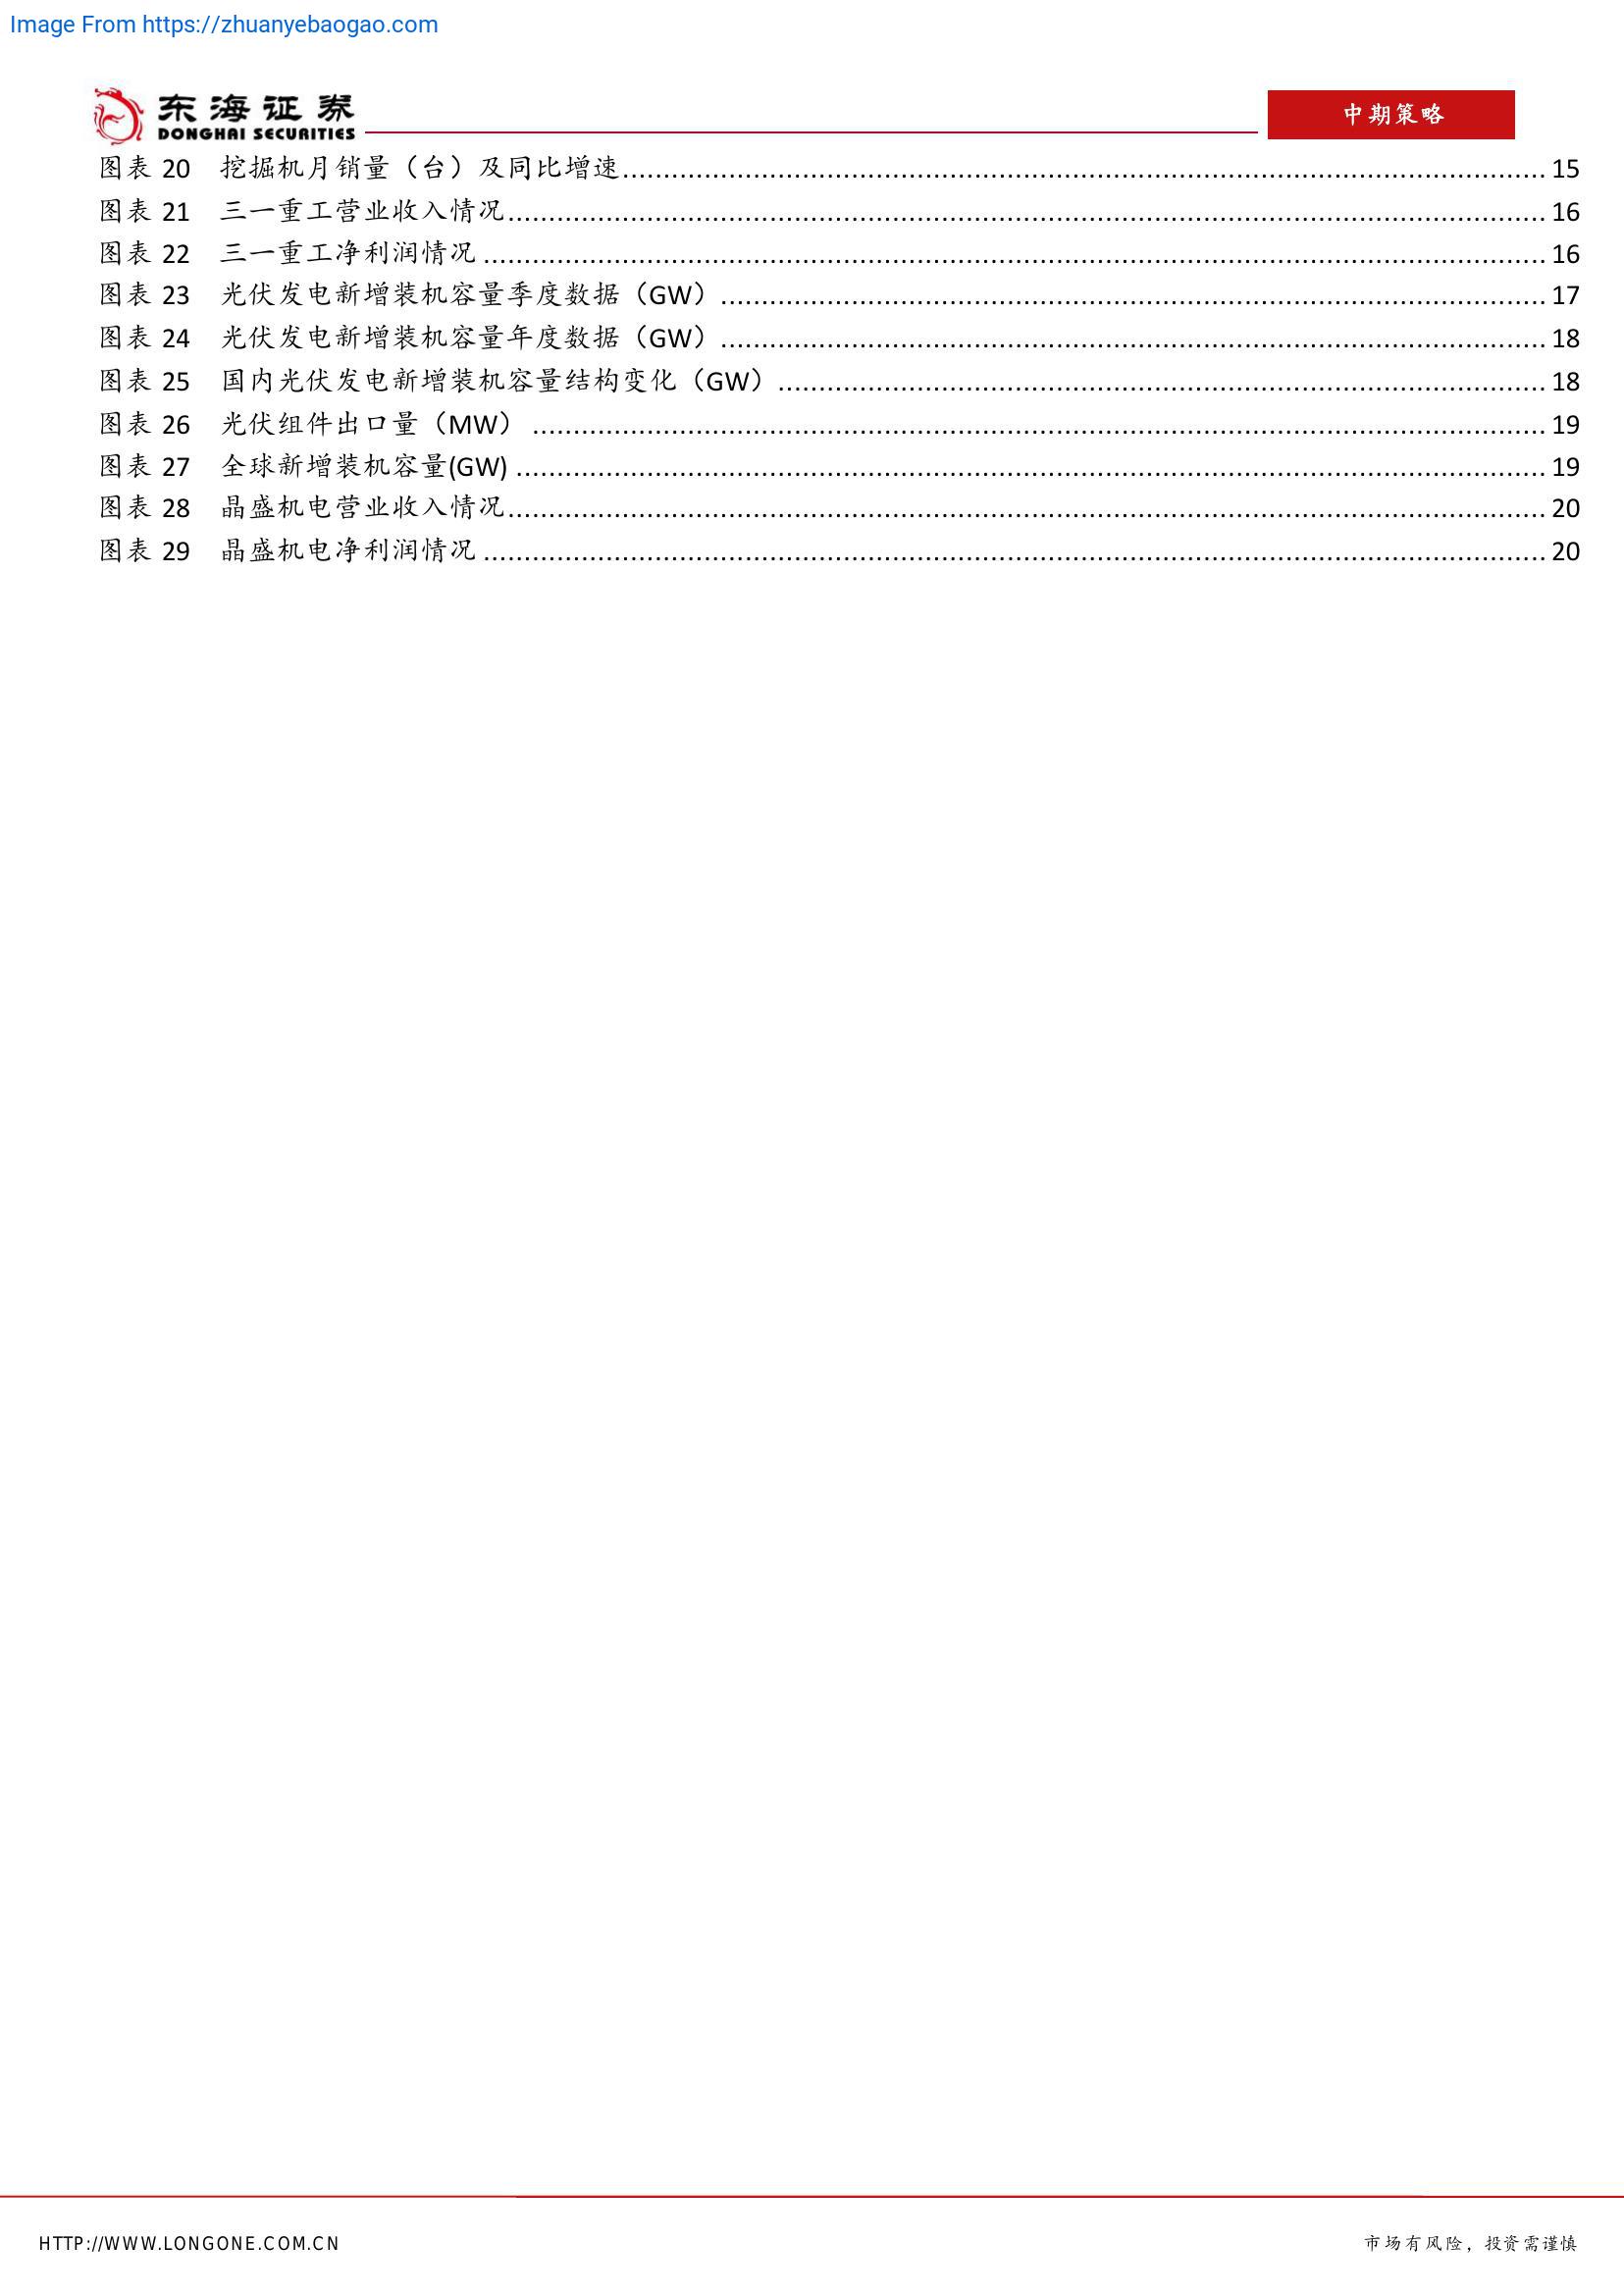 Image From https://zhuanyebaogao.com
东海证券
DONGHAI SECURITIES
中期策略
图表 20 挖掘机月销量（台）及同比增速........................................ 15
图表 21 三一重工营业收入情况........................................ 16
图表 22 三一重工净利润情况........................................ 16
图表 23 光伏发电新增装机容量季度数据（GW）........................................ 17
图表 24 光伏发电新增装机容量年度数据（GW）........................................ 18
图表 25 国内光伏发电新增装机容量结构变化（GW）........................................ 18
图表 26 光伏组件出口量（MW）........................................ 19
图表 27 全球新增装机容量(GW)........................................ 19
图表 28 晶盛机电营业收入情况........................................ 20
图表 29 晶盛机电净利润情况........................................ 20
HTTP://WWW.LONGONE.COM.CN
市场有风险，投资需谨慎